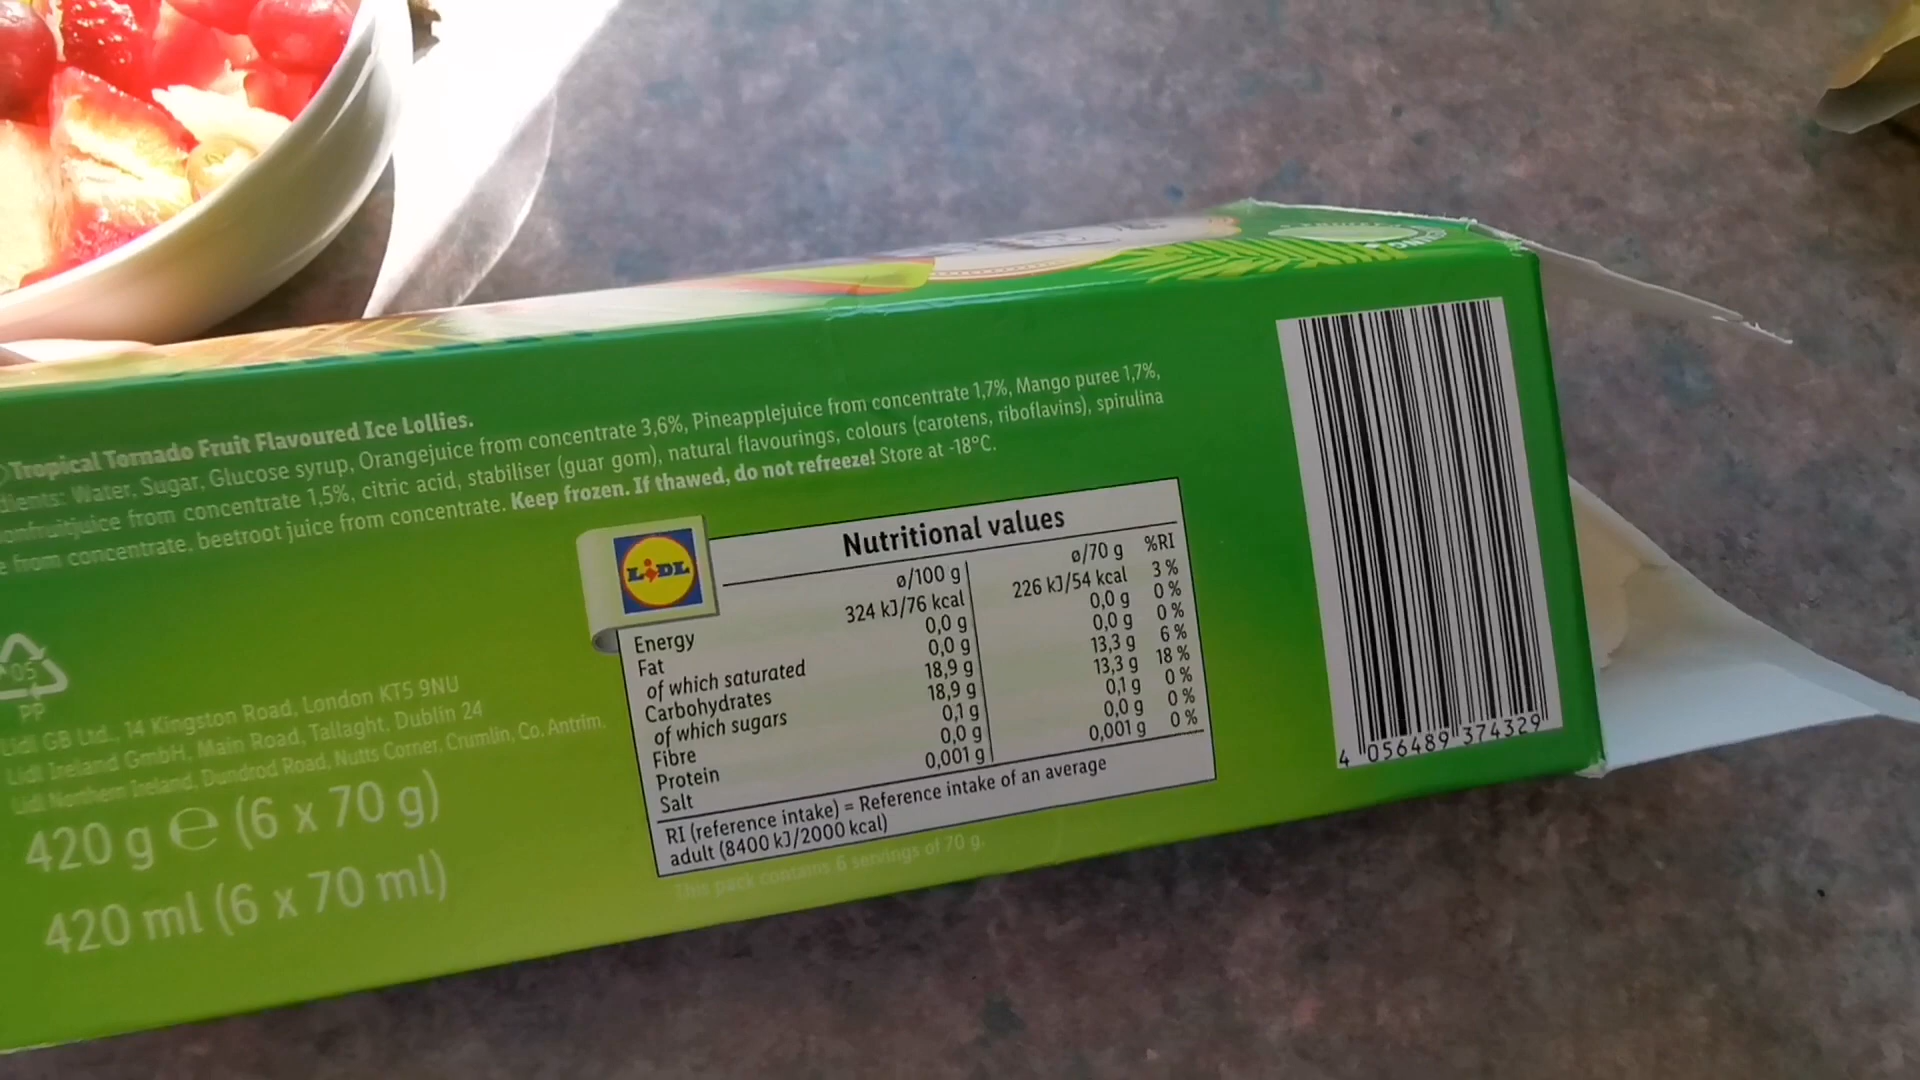 Tropical Tornado Fruit Flavoured Ice Lollies.
Water, Sugar, Glucose syrup, Orangejuice from concentrate 3,6%, Pineapplejuice from concentrate 1,7%, Mango puree 1,7%,
from concentrate 1,5%, citric acid, stabiliser (guar gom), natural flavourings, colours (carotens, riboflavins), spirulina
from concentrate, beetroot juice from concentrate. Keep frozen. If thawed, do not refreeze! Store at -18°C.
LIDL
Nutritional values
ø/100 g ø/70 g %RI
Energy 324 kJ/76 kcal 226 kJ/54 kcal 3 %
Fat 0,0 g 0,0 g 0 %
of which saturated 0,0 g 0,0 g 0 %
Carbohydrates 18,9 g 13,3 g 6 %
of which sugars 18,9 g 13,3 g 18 %
Fibre 0,1 g 0,1 g 0 %
Protein 0,0 g 0,0 g 0 %
Salt 0,001 g 0,001 g 0 %
RI (reference intake) = Reference intake of an average
adult (8400 kJ/2000 kcal)
This pack contains 6 servings of 70 g.
05
PP
Lidl GB Ltd., 14 Kingston Road, London KT5 9NU
Lidl Ireland GmbH, Main Road, Tallaght, Dublin 24
Lidl Northern Ireland, Dundrod Road, Nutts Corner, Crumlin, Co. Antrim.
420 g e (6 x 70 g)
420 ml (6 x 70 ml)
4 056489 374329